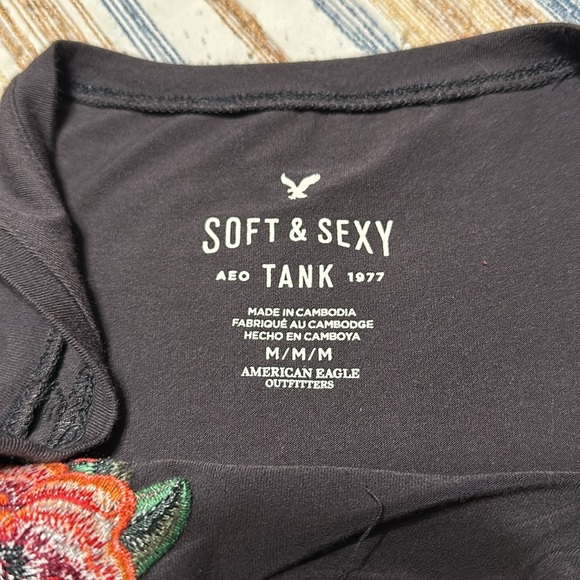 SOFT & SEXY
AEO TANK 1977
MADE IN CAMBODIA
FABRIQUÉ AU CAMBODGE
HECHO EN CAMBOYA
M/M/M
AMERICAN EAGLE
OUTFITTERS